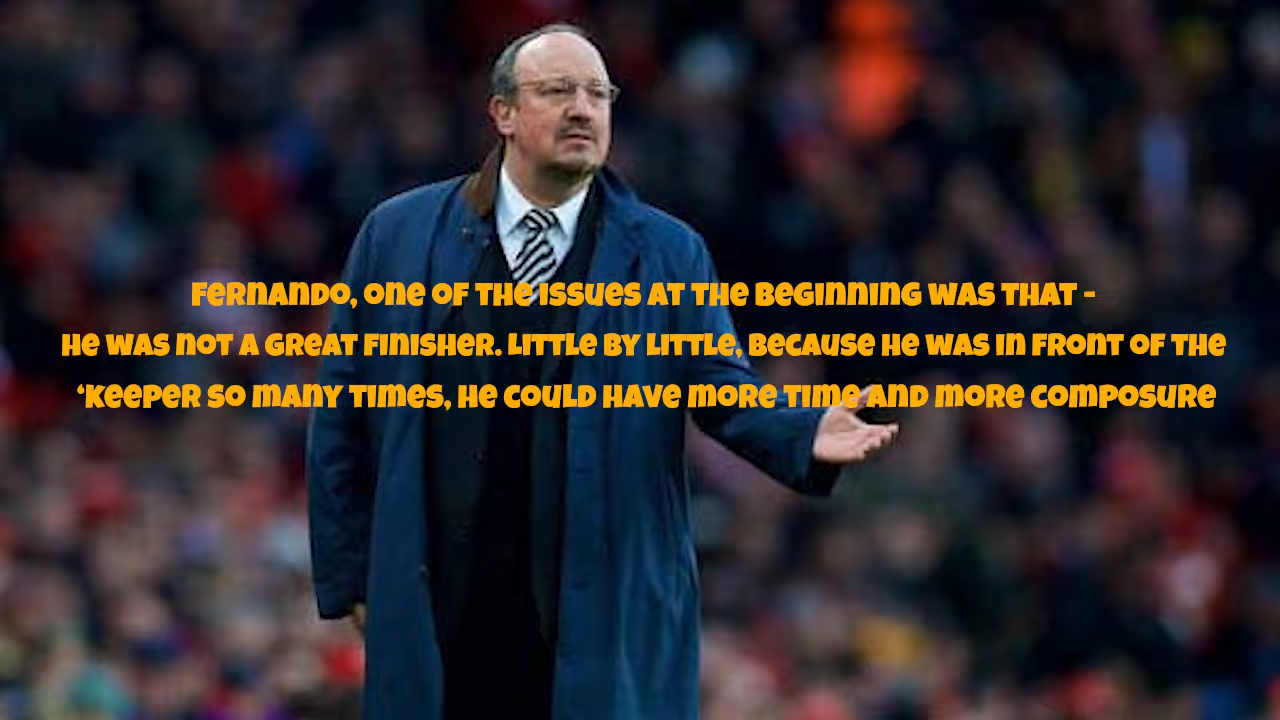 Fernando, one of the issues at the beginning was that -
he was not a great finisher. Little by little, because he was in front of the
‘keeper so many times, he could have more time and more composure